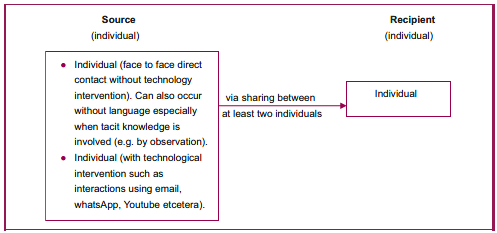 Source
(individual)
Recipient
(individual)
● Individual (face to face direct
contact without technology
intervention). Can also occur
without language especially
when tacit knowledge is
involved (e.g. by observation).
● Individual (with technological
intervention such as
interactions using email,
whatsApp, Youtube etcetera).
via sharing between
at least two individuals
Individual